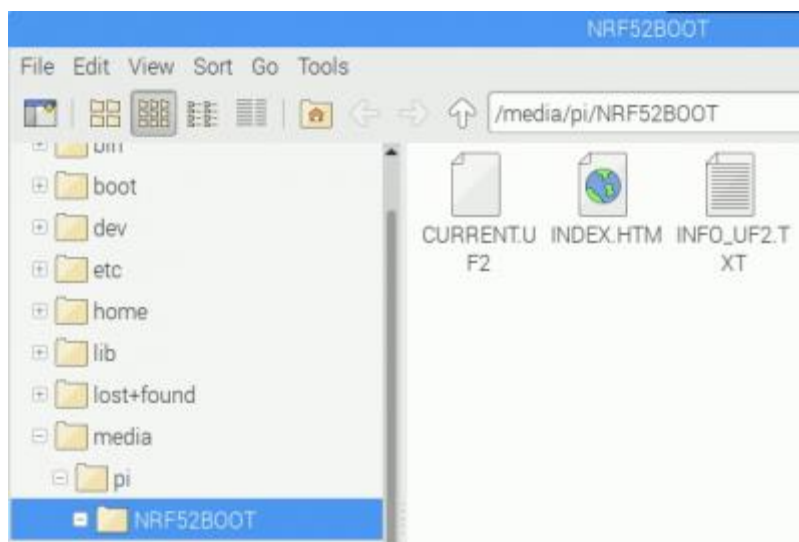 NRF52BOOT
File Edit View Sort Go Tools
/media/pi/NRF52BOOT
bin
boot
dev
etc
home
lib
lost+found
media
pi
NRF52BOOT
CURRENT.U
F2
INDEX.HTM
INFO_UF2.T
XT